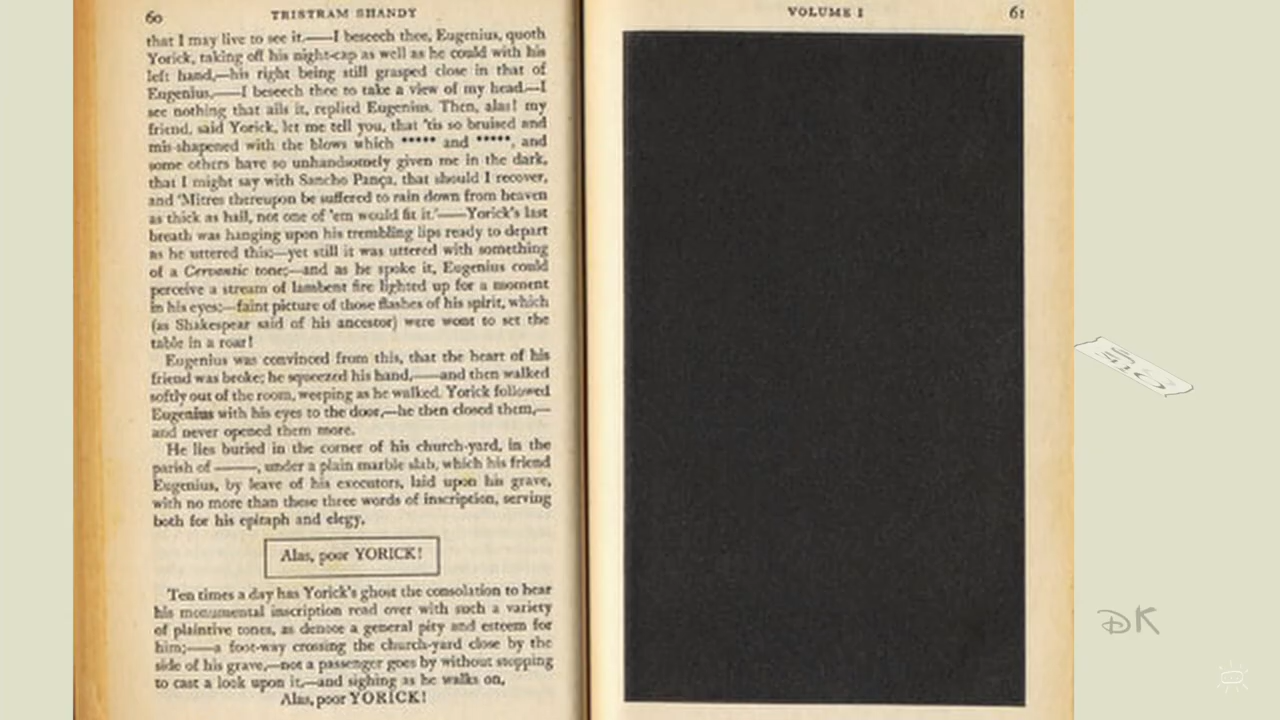 60 TRISTRAM SHANDY
that I may live to see it.——I beseech thee, Eugenius, quoth
Yorick, taking off his night-cap as well as he could with his
left hand,—his right being still grasped close in that of
Eugenius,——I beseech thee to take a view of my head.—I
see nothing that ails it, replied Eugenius. Then, alas! my
friend, said Yorick, let me tell you, that 'tis so bruised and
mis-shapened with the blows which ***** and *****, and
some others have so unhandsomely given me in the dark,
that I might say with Sancho Pança, that should I recover,
and 'Mitres thereupon be suffered to rain down from heaven
as thick as hail, not one of 'em would fit it.'——Yorick's last
breath was hanging upon his trembling lips ready to depart
as he uttered this;—yet still it was uttered with something
of a Cervantic tone;—and as he spoke it, Eugenius could
perceive a stream of lambent fire lighted up for a moment
in his eyes;—faint picture of those flashes of his spirit, which
(as Shakespear said of his ancestor) were wont to set the
table in a roar!
Eugenius was convinced from this, that the heart of his
friend was broke; he squeezed his hand,——and then walked
softly out of the room, weeping as he walked. Yorick followed
Eugenius with his eyes to the door,—he then closed them,—
and never opened them more.
He lies buried in the corner of his church-yard, in the
parish of ———, under a plain marble slab, which his friend
Eugenius, by leave of his executors, laid upon his grave,
with no more than these three words of inscription, serving
both for his epitaph and elegy.
Alas, poor YORICK!
Ten times a day has Yorick's ghost the consolation to hear
his monumental inscription read over with such a variety
of plaintive tones, as denote a general pity and esteem for
him;——a foot-way crossing the church-yard close by the
side of his grave,—not a passenger goes by without stopping
to cast a look upon it,—and sighing as he walks on,
Alas, poor YORICK!
VOLUME I 61
DK